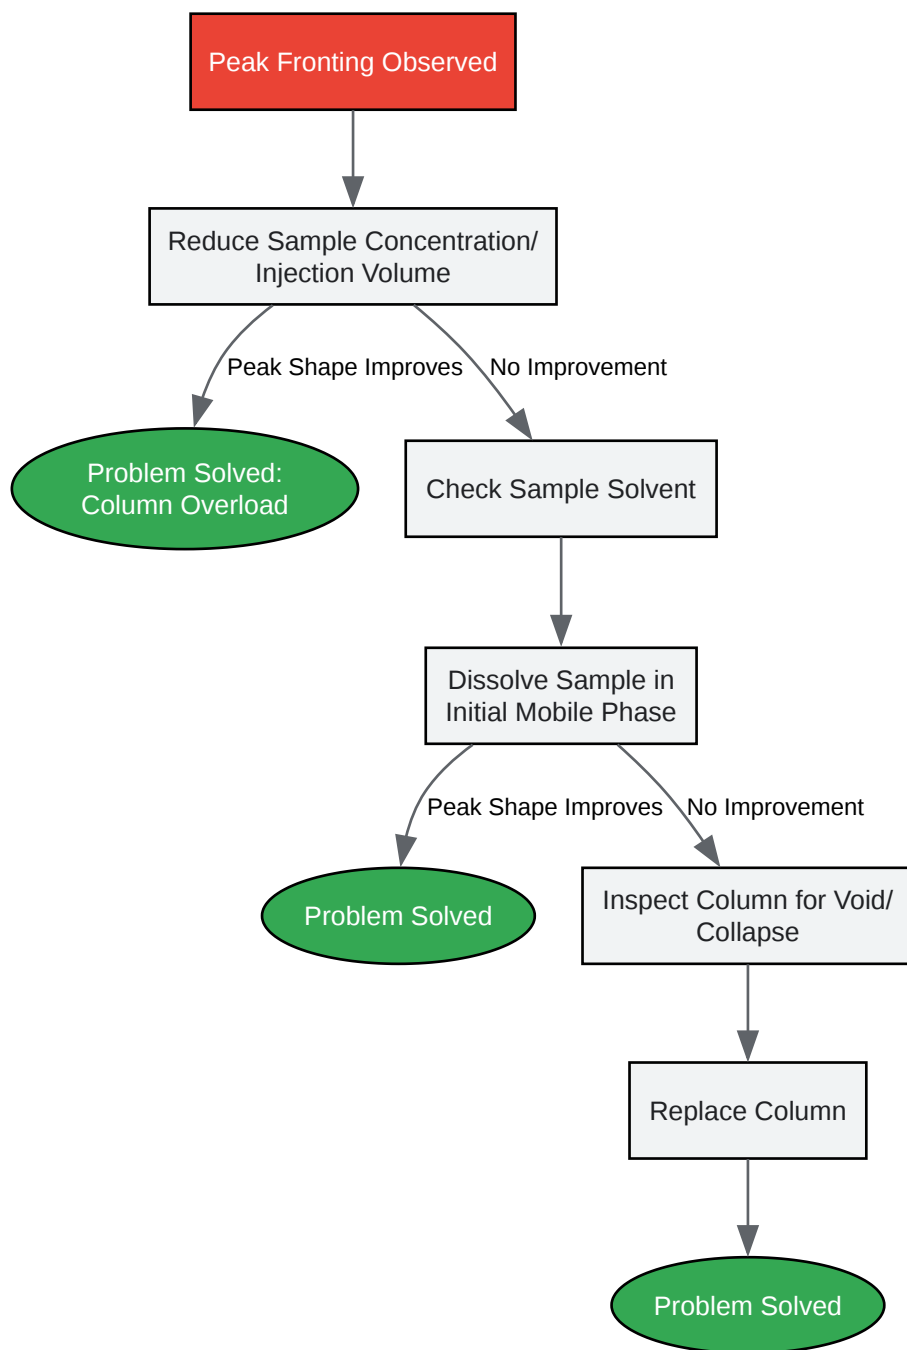 Peak Fronting Observed
Reduce Sample Concentration/
Injection Volume
Peak Shape Improves
No Improvement
Problem Solved:
Column Overload
Check Sample Solvent
Dissolve Sample in
Initial Mobile Phase
Peak Shape Improves
No Improvement
Problem Solved
Inspect Column for Void/
Collapse
Replace Column
Problem Solved